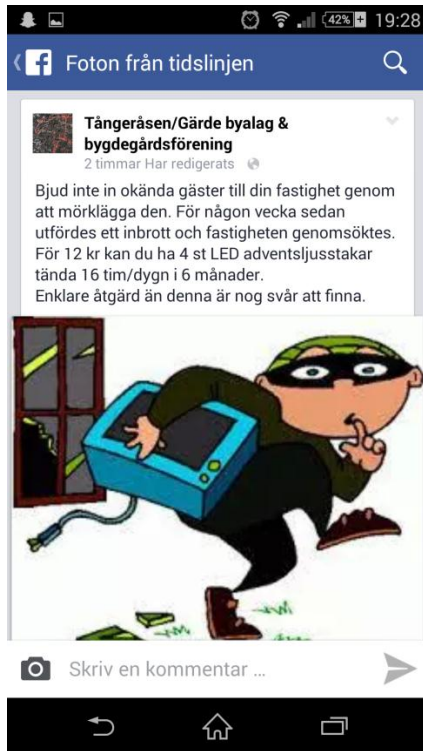 42%
19:28
Foton från tidslinjen
Tångeråsen/Gärde byalag &
bygdegårdsförening
2 timmar Har redigerats
Bjud inte in okända gäster till din fastighet genom
att mörklägga den. För någon vecka sedan
utfördes ett inbrott och fastigheten genomsöktes.
För 12 kr kan du ha 4 st LED adventsljusstakar
tända 16 tim/dygn i 6 månader.
Enklare åtgärd än denna är nog svår att finna.
Skriv en kommentar ...